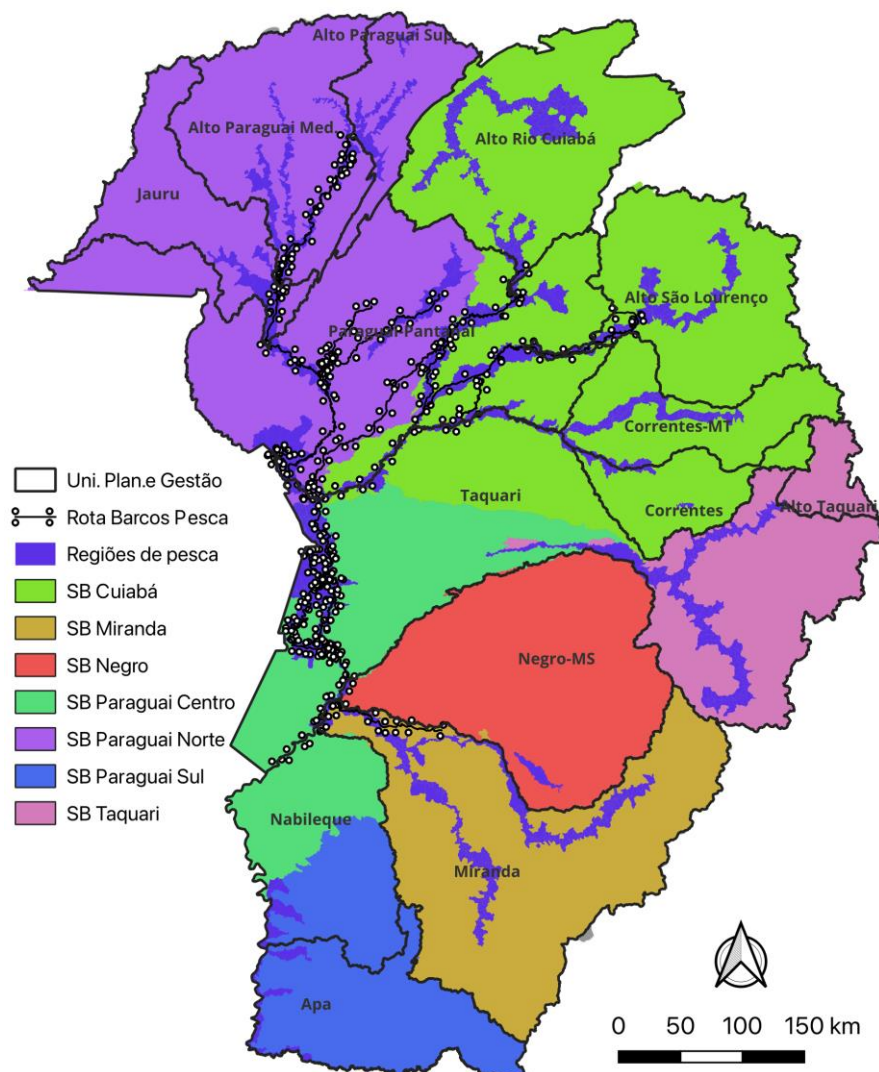 Alto Paraguai Sup.
Alto Paraguai Med.
Alto Rio Cuiabá
Jauru
Alto São Lourenço
Paraguai-Pantanal
Correntes-MT
Taquari
Correntes
Alto Taquari
Negro-MS
Nabileque
Miranda
Apa
Uni. Plan.e Gestão
Rota Barcos Pesca
Regiões de pesca
SB Cuiabá
SB Miranda
SB Negro
SB Paraguai Centro
SB Paraguai Norte
SB Paraguai Sul
SB Taquari
0 50 100 150 km